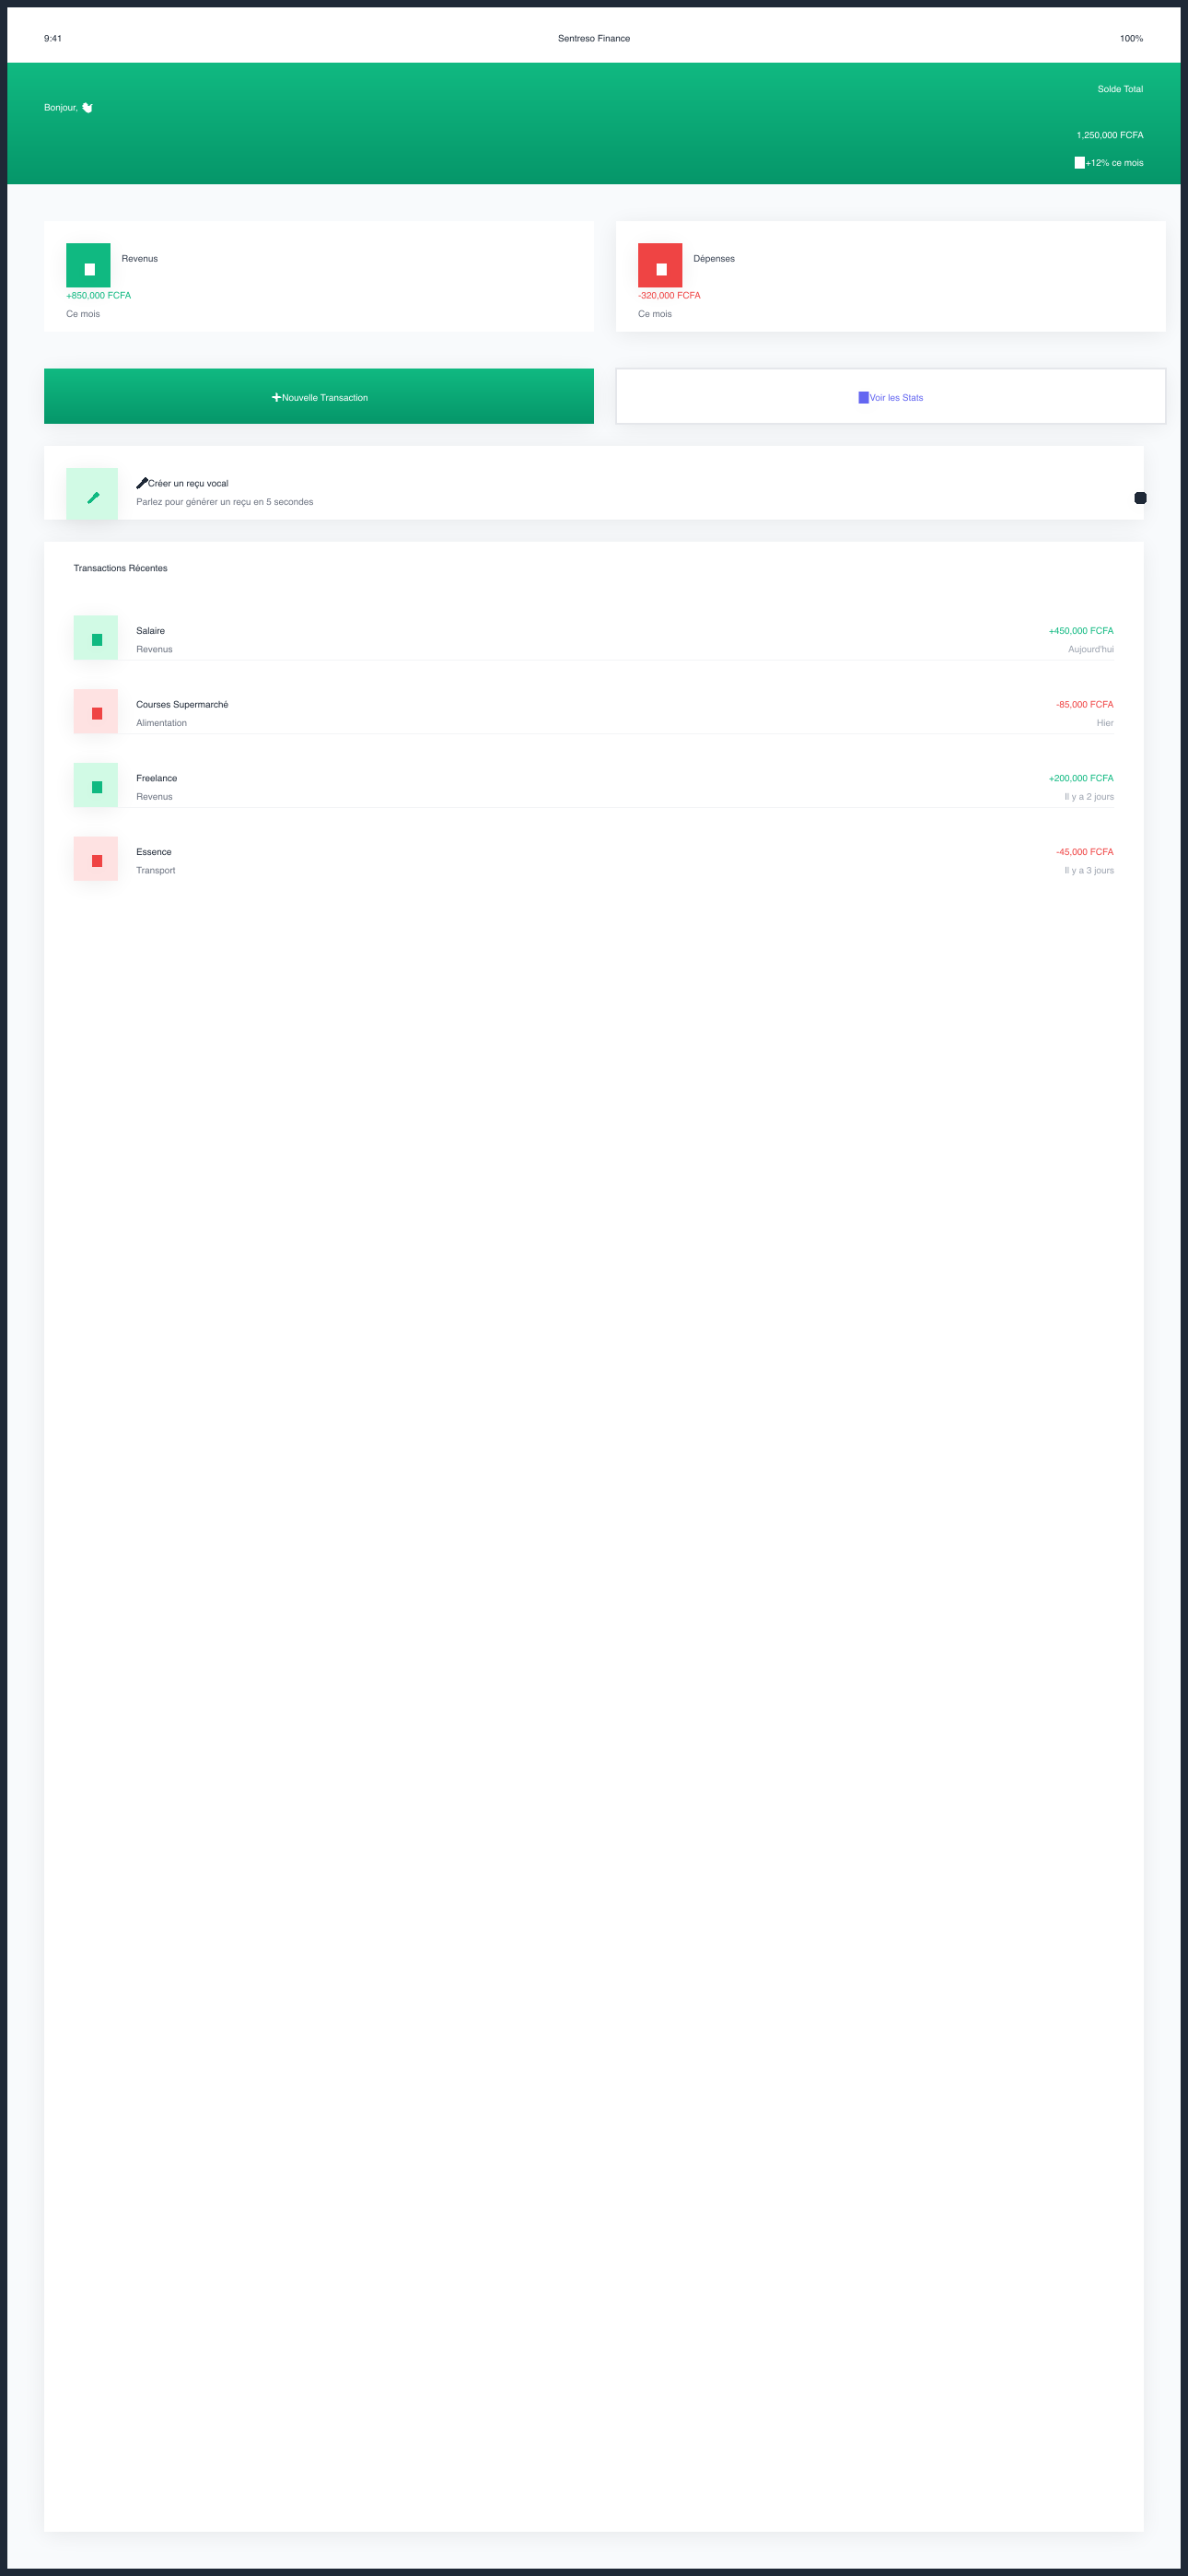 9:41
Sentreso Finance
100%
Solde Total
Bonjour,
1,250,000 FCFA
+12% ce mois
Revenus
+850,000 FCFA
Ce mois
Dépenses
-320,000 FCFA
Ce mois
Nouvelle Transaction
Voir les Stats
Créer un reçu vocal
Parlez pour générer un reçu en 5 secondes
Transactions Récentes
Salaire
+450,000 FCFA
Revenus
Aujourd'hui
Courses Supermarché
-85,000 FCFA
Alimentation
Hier
Freelance
+200,000 FCFA
Revenus
Il y a 2 jours
Essence
-45,000 FCFA
Transport
Il y a 3 jours